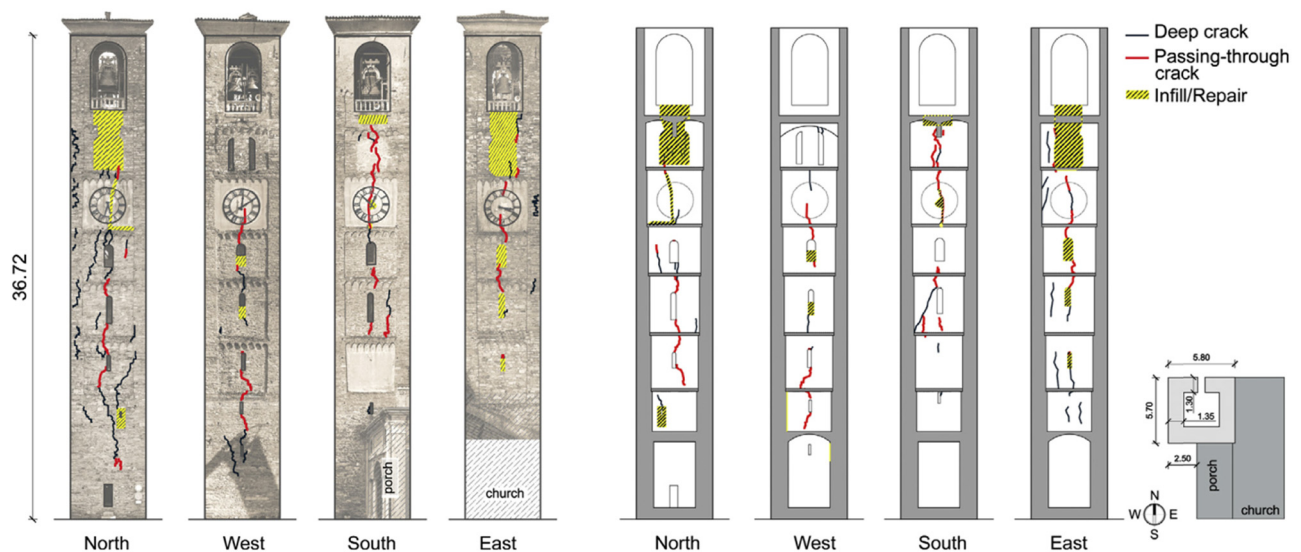 36.72
porch
church
North
West
South
East
North
West
South
East
Deep crack
Passing-through
crack
Infill/Repair
5.80
5.70
1.30
1.35
2.50
porch
church
N
W
E
S